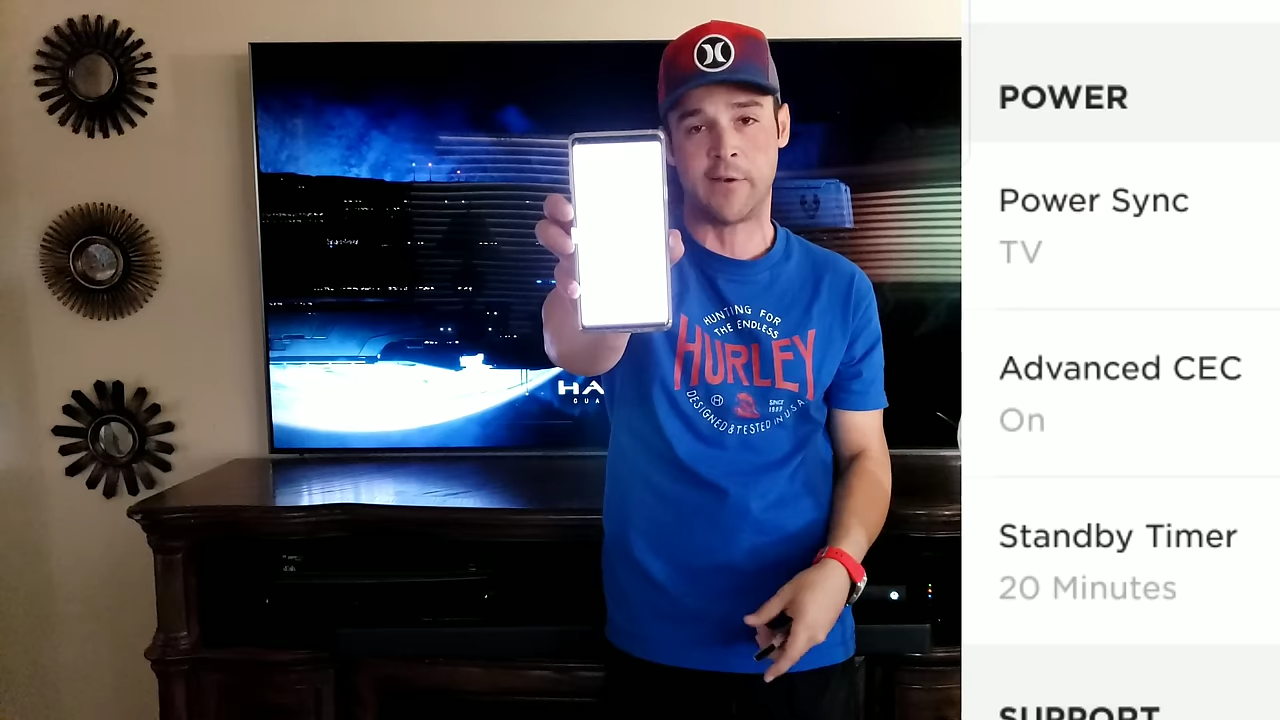 HUNTING FOR
THE ENDLESS
HURLEY
SINCE
DESIGNED & TESTED IN U.S.A.
HA
POWER
Power Sync
TV
Advanced CEC
On
Standby Timer
20 Minutes
SUPPORT